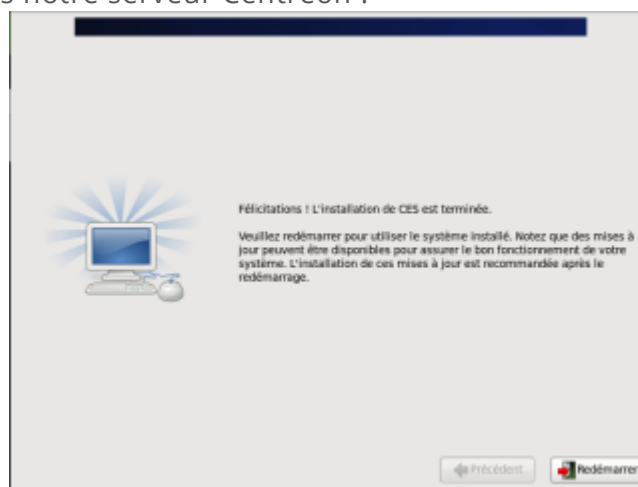 notre serveur Centreon :
Félicitations ! L'installation de CES est terminée.
Veuillez redémarrer pour utiliser le système installé. Notez que des mises à
jour peuvent être disponibles pour assurer le bon fonctionnement de votre
système. L'installation de ces mises à jour est recommandée après le
redémarrage.
Précédent
Redémarrer